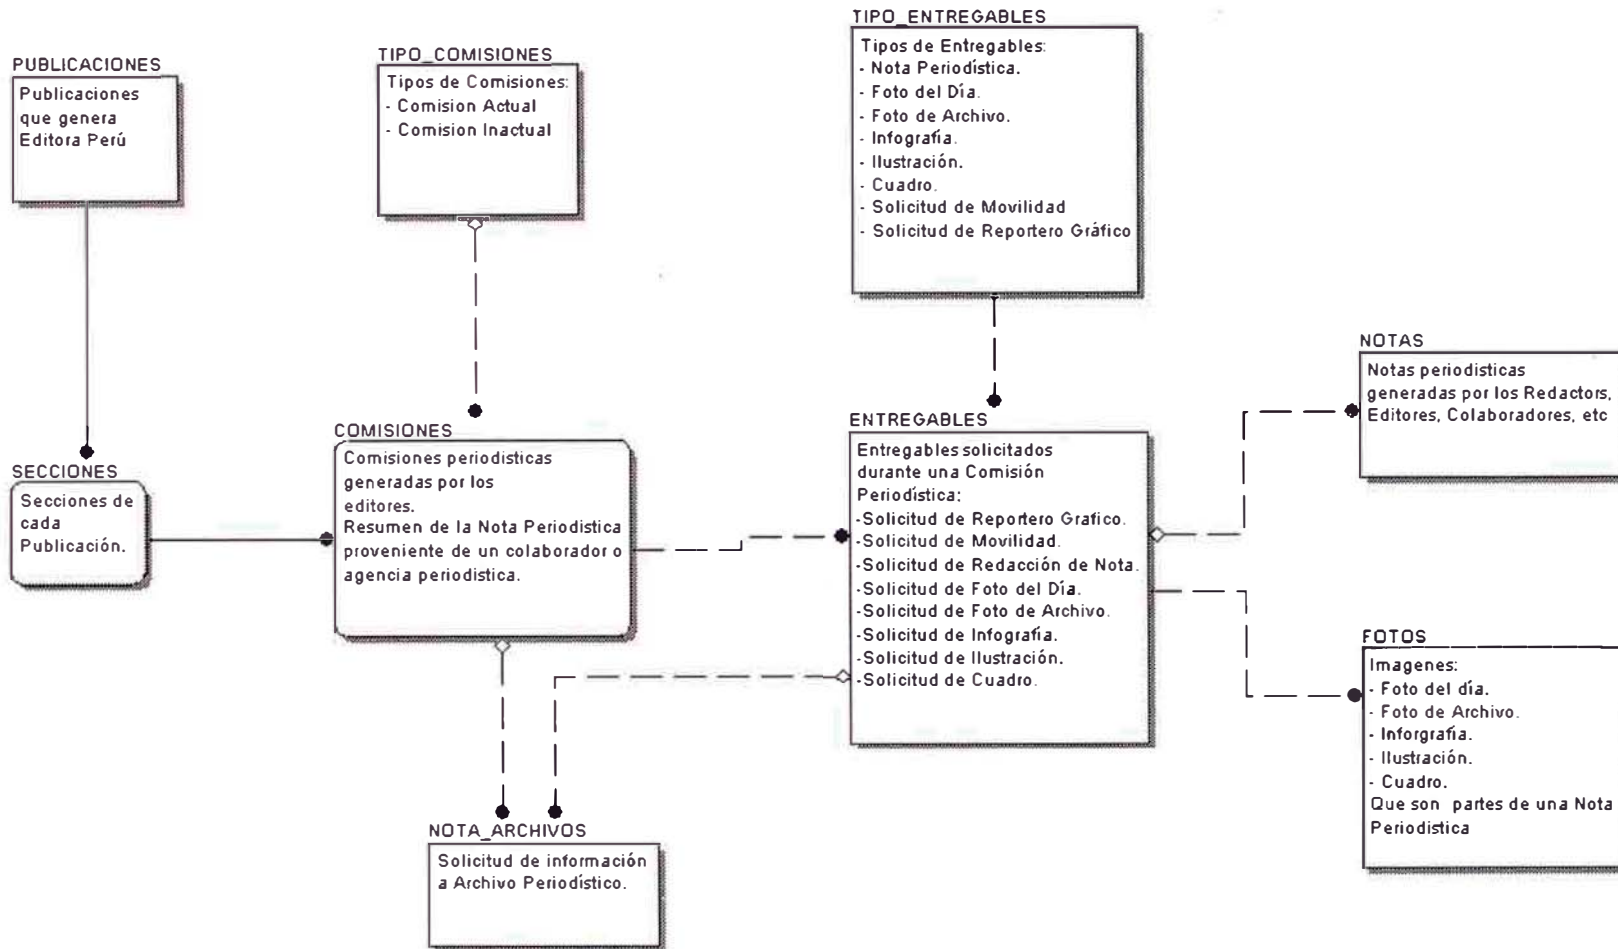 PUBLICACIONES
Publicaciones
que genera
Editora Perú
TIPO_COMISIONES
Tipos de Comisiones:
- Comision Actual
- Comision Inactual
TIPO_ENTREGABLES
Tipos de Entregables:
- Nota Periodística.
- Foto del Día.
- Foto de Archivo.
- Infografía.
- Ilustración.
- Cuadro.
- Solicitud de Movilidad
- Solicitud de Reportero Gráfico
SECCIONES
Secciones de
cada
Publicación.
COMISIONES
Comisiones periodisticas
generadas por los
editores.
Resumen de la Nota Periodistica
proveniente de un colaborador o
agencia periodistica.
ENTREGABLES
Entregables solicitados
durante una Comisión
Periodística:
-Solicitud de Reportero Grafico.
-Solicitud de Movilidad.
-Solicitud de Redacción de Nota.
-Solicitud de Foto del Día.
-Solicitud de Foto de Archivo.
-Solicitud de Infografía.
-Solicitud de Ilustración.
-Solicitud de Cuadro.
NOTAS
Notas periodisticas
generadas por los Redactors,
Editores, Colaboradores, etc
FOTOS
Imagenes:
- Foto del día.
- Foto de Archivo.
- Inforgrafía.
- Ilustración.
- Cuadro.
Que son partes de una Nota
Periodistica
NOTA_ARCHIVOS
Solicitud de información
a Archivo Periodístico.